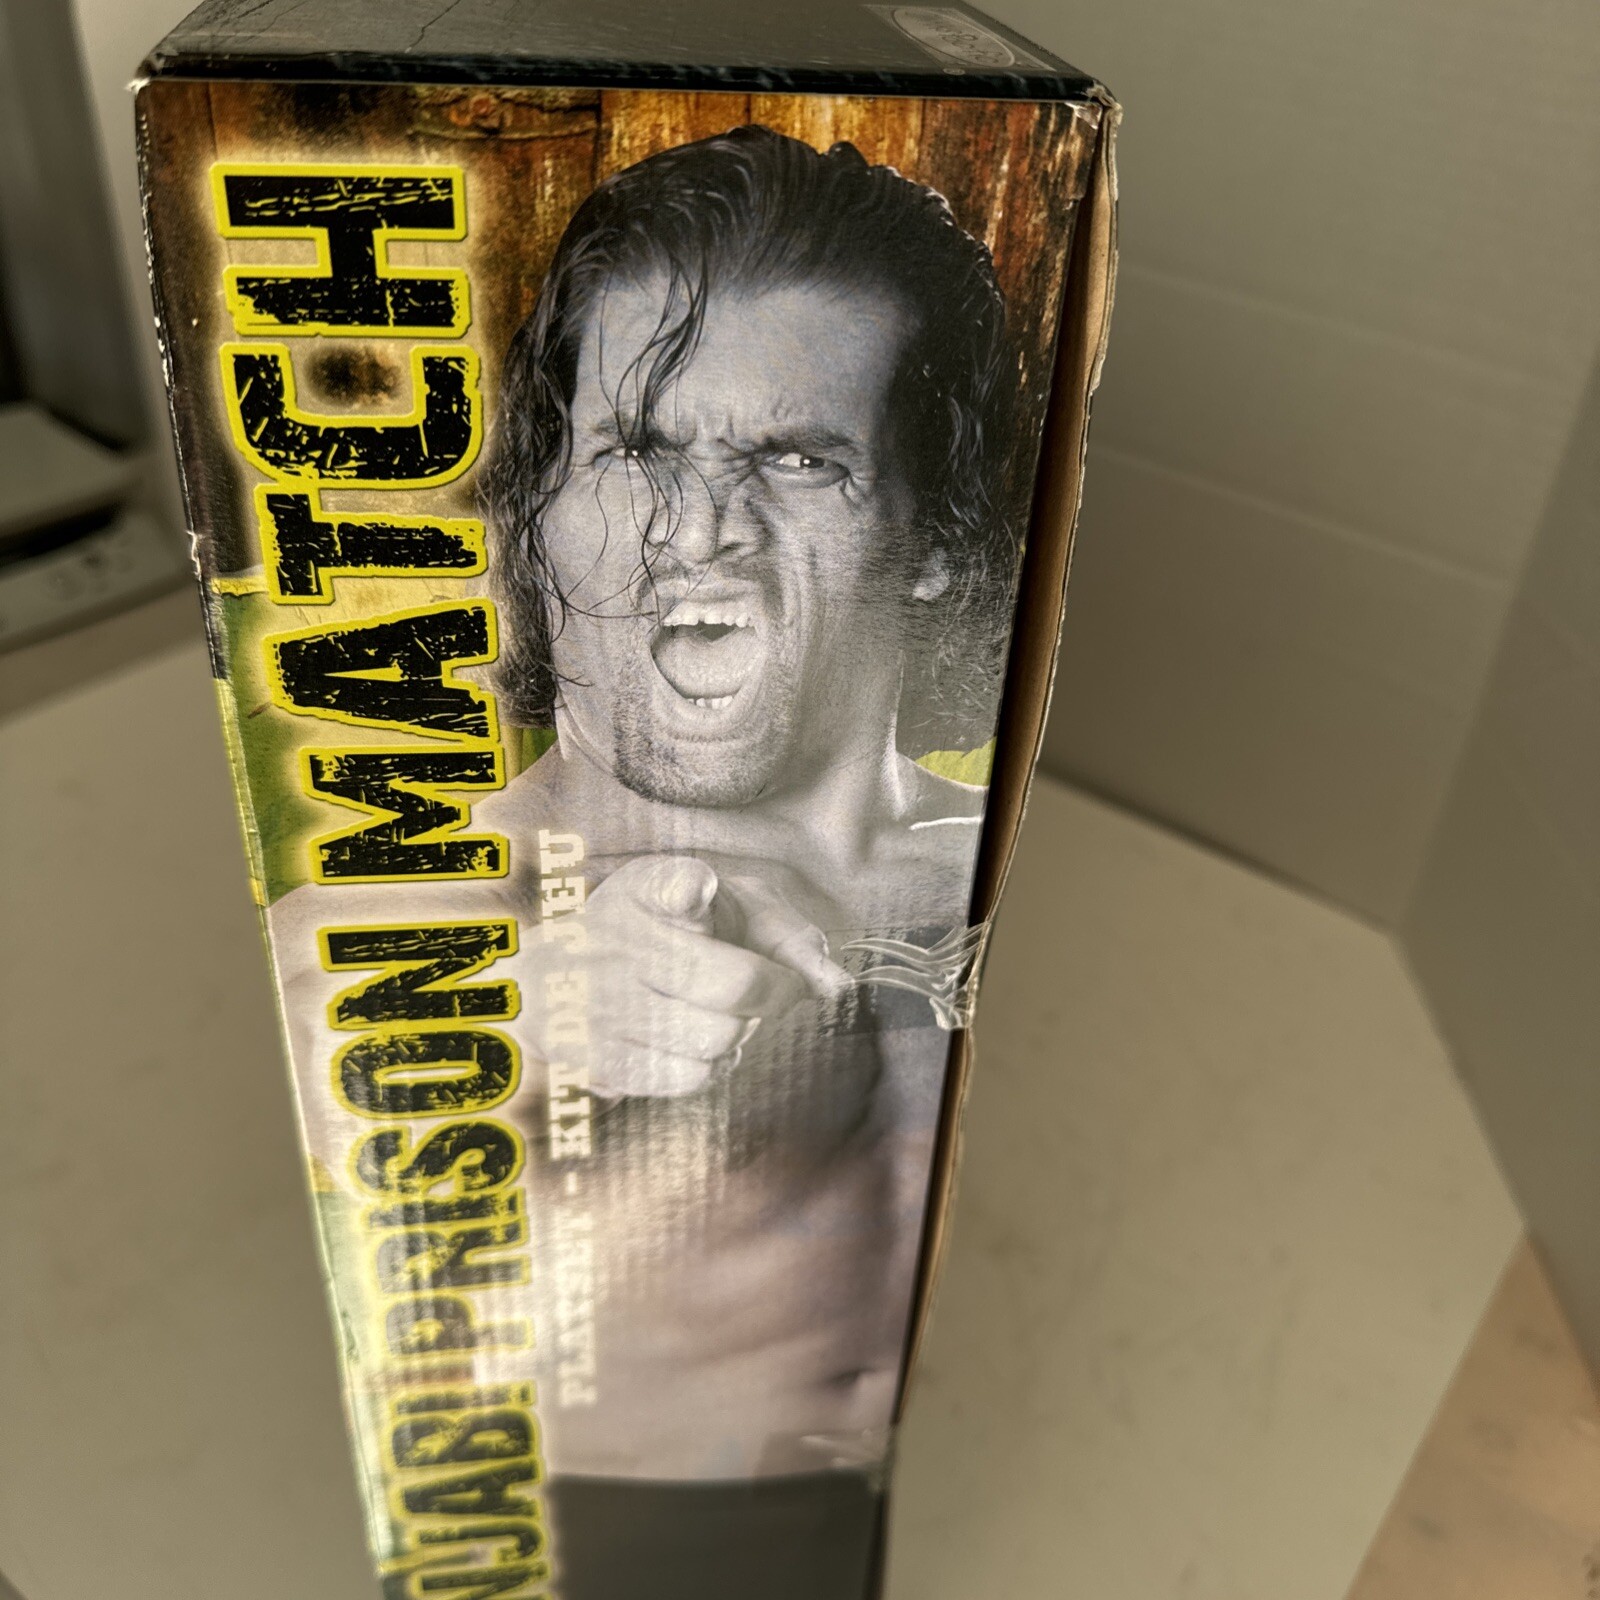 NJABI PRISON MATCH
PLAYSET - KIT DE JEU